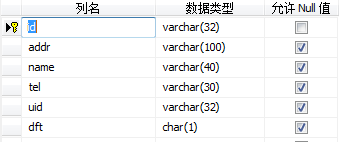 列名 数据类型 允许 Null 值
id varchar(32)
addr varchar(100)
name varchar(40)
tel varchar(30)
uid varchar(32)
dft char(1)